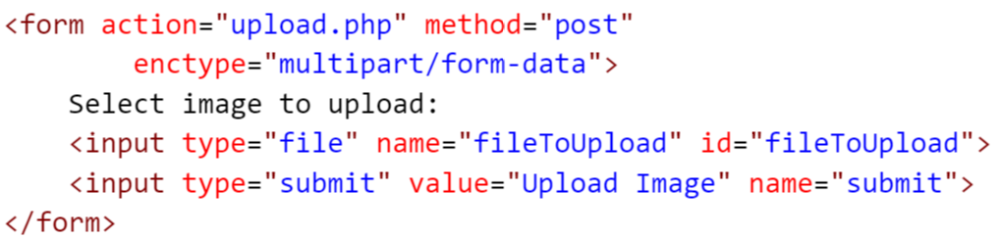 <form action="upload.php" method="post"
enctype="multipart/form-data">
Select image to upload:
<input type="file" name="fileToUpload" id="fileToUpload">
<input type="submit" value="Upload Image" name="submit">
</form>